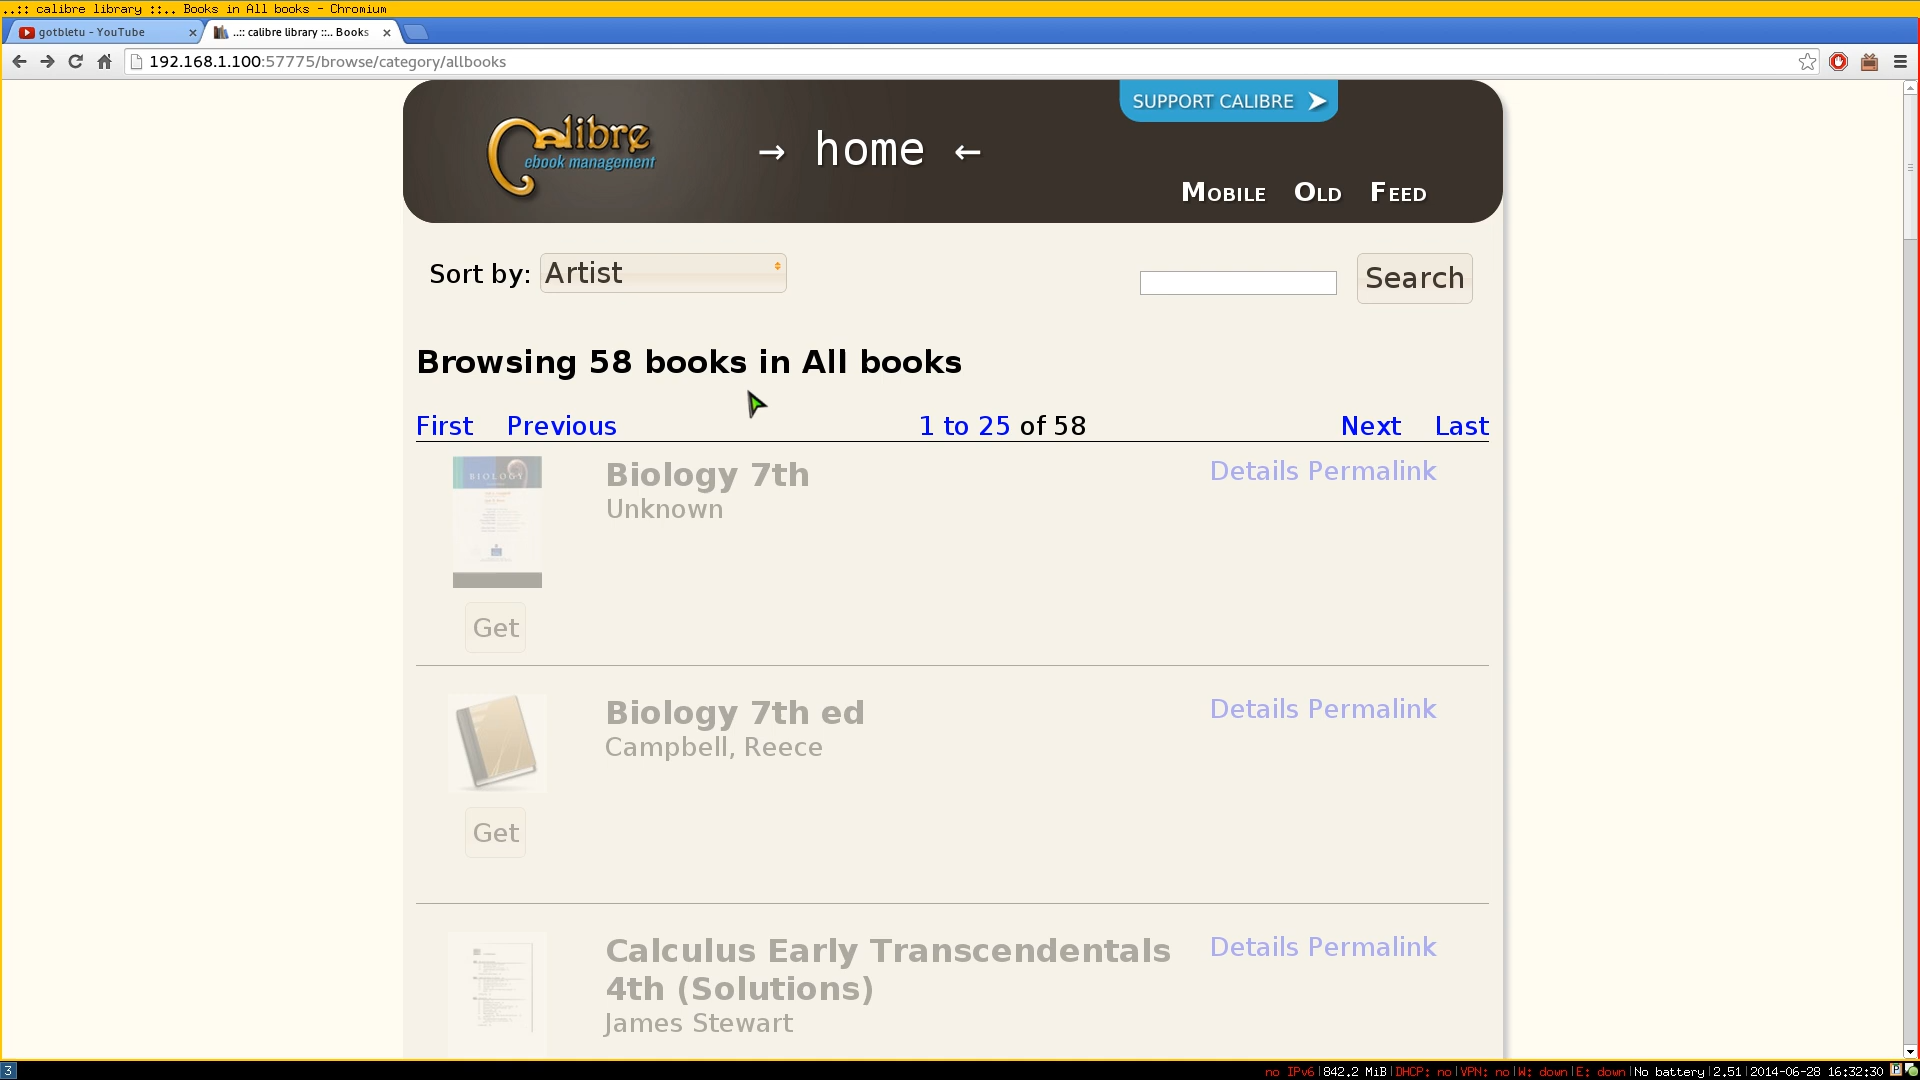 ..:: calibre library ::.. Books in All books - Chromium
gotbletu - YouTube
..:: calibre library ::.. Books
192.168.1.100:57775/browse/category/allbooks
SUPPORT CALIBRE
Calibre
ebook management
→ home ←
Mobile Old Feed
Sort by: Artist
Search
Browsing 58 books in All books
First Previous 1 to 25 of 58 Next Last
BIOLOGY
Biology 7th
Details Permalink
Unknown
Get
Biology 7th ed
Details Permalink
Campbell, Reece
Get
Calculus Early Transcendentals
Details Permalink
4th (Solutions)
James Stewart
3
no IPv6|842.2 MiB|DHCP: no|VPN: no|W: down|E: down|No battery|2.51|2014-06-28 16:32:30